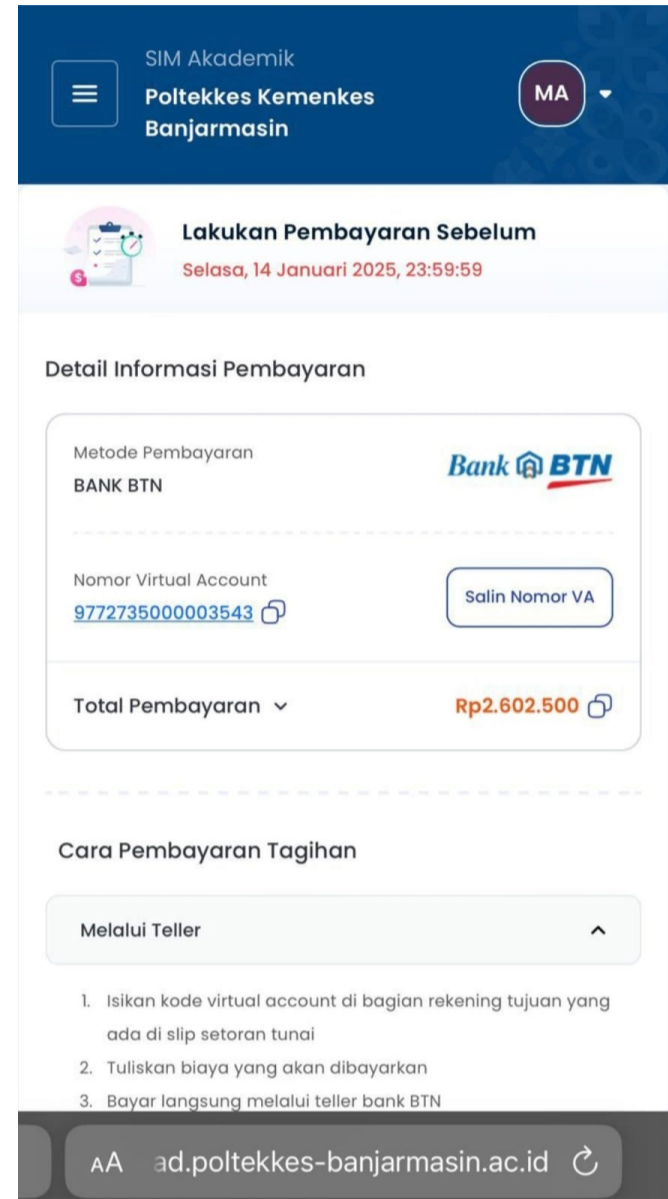 SIM Akademik
Poltekkes Kemenkes
Banjarmasin
MA
Lakukan Pembayaran Sebelum
Selasa, 14 Januari 2025, 23:59:59
Detail Informasi Pembayaran
Metode Pembayaran
BANK BTN
Bank BTN
Nomor Virtual Account
9772735000003543
Salin Nomor VA
Total Pembayaran
Rp2.602.500
Cara Pembayaran Tagihan
Melalui Teller
1. Isikan kode virtual account di bagian rekening tujuan yang
ada di slip setoran tunai
2. Tuliskan biaya yang akan dibayarkan
3. Bayar langsung melalui teller bank BTN
AA ad.poltekkes-banjarmasin.ac.id